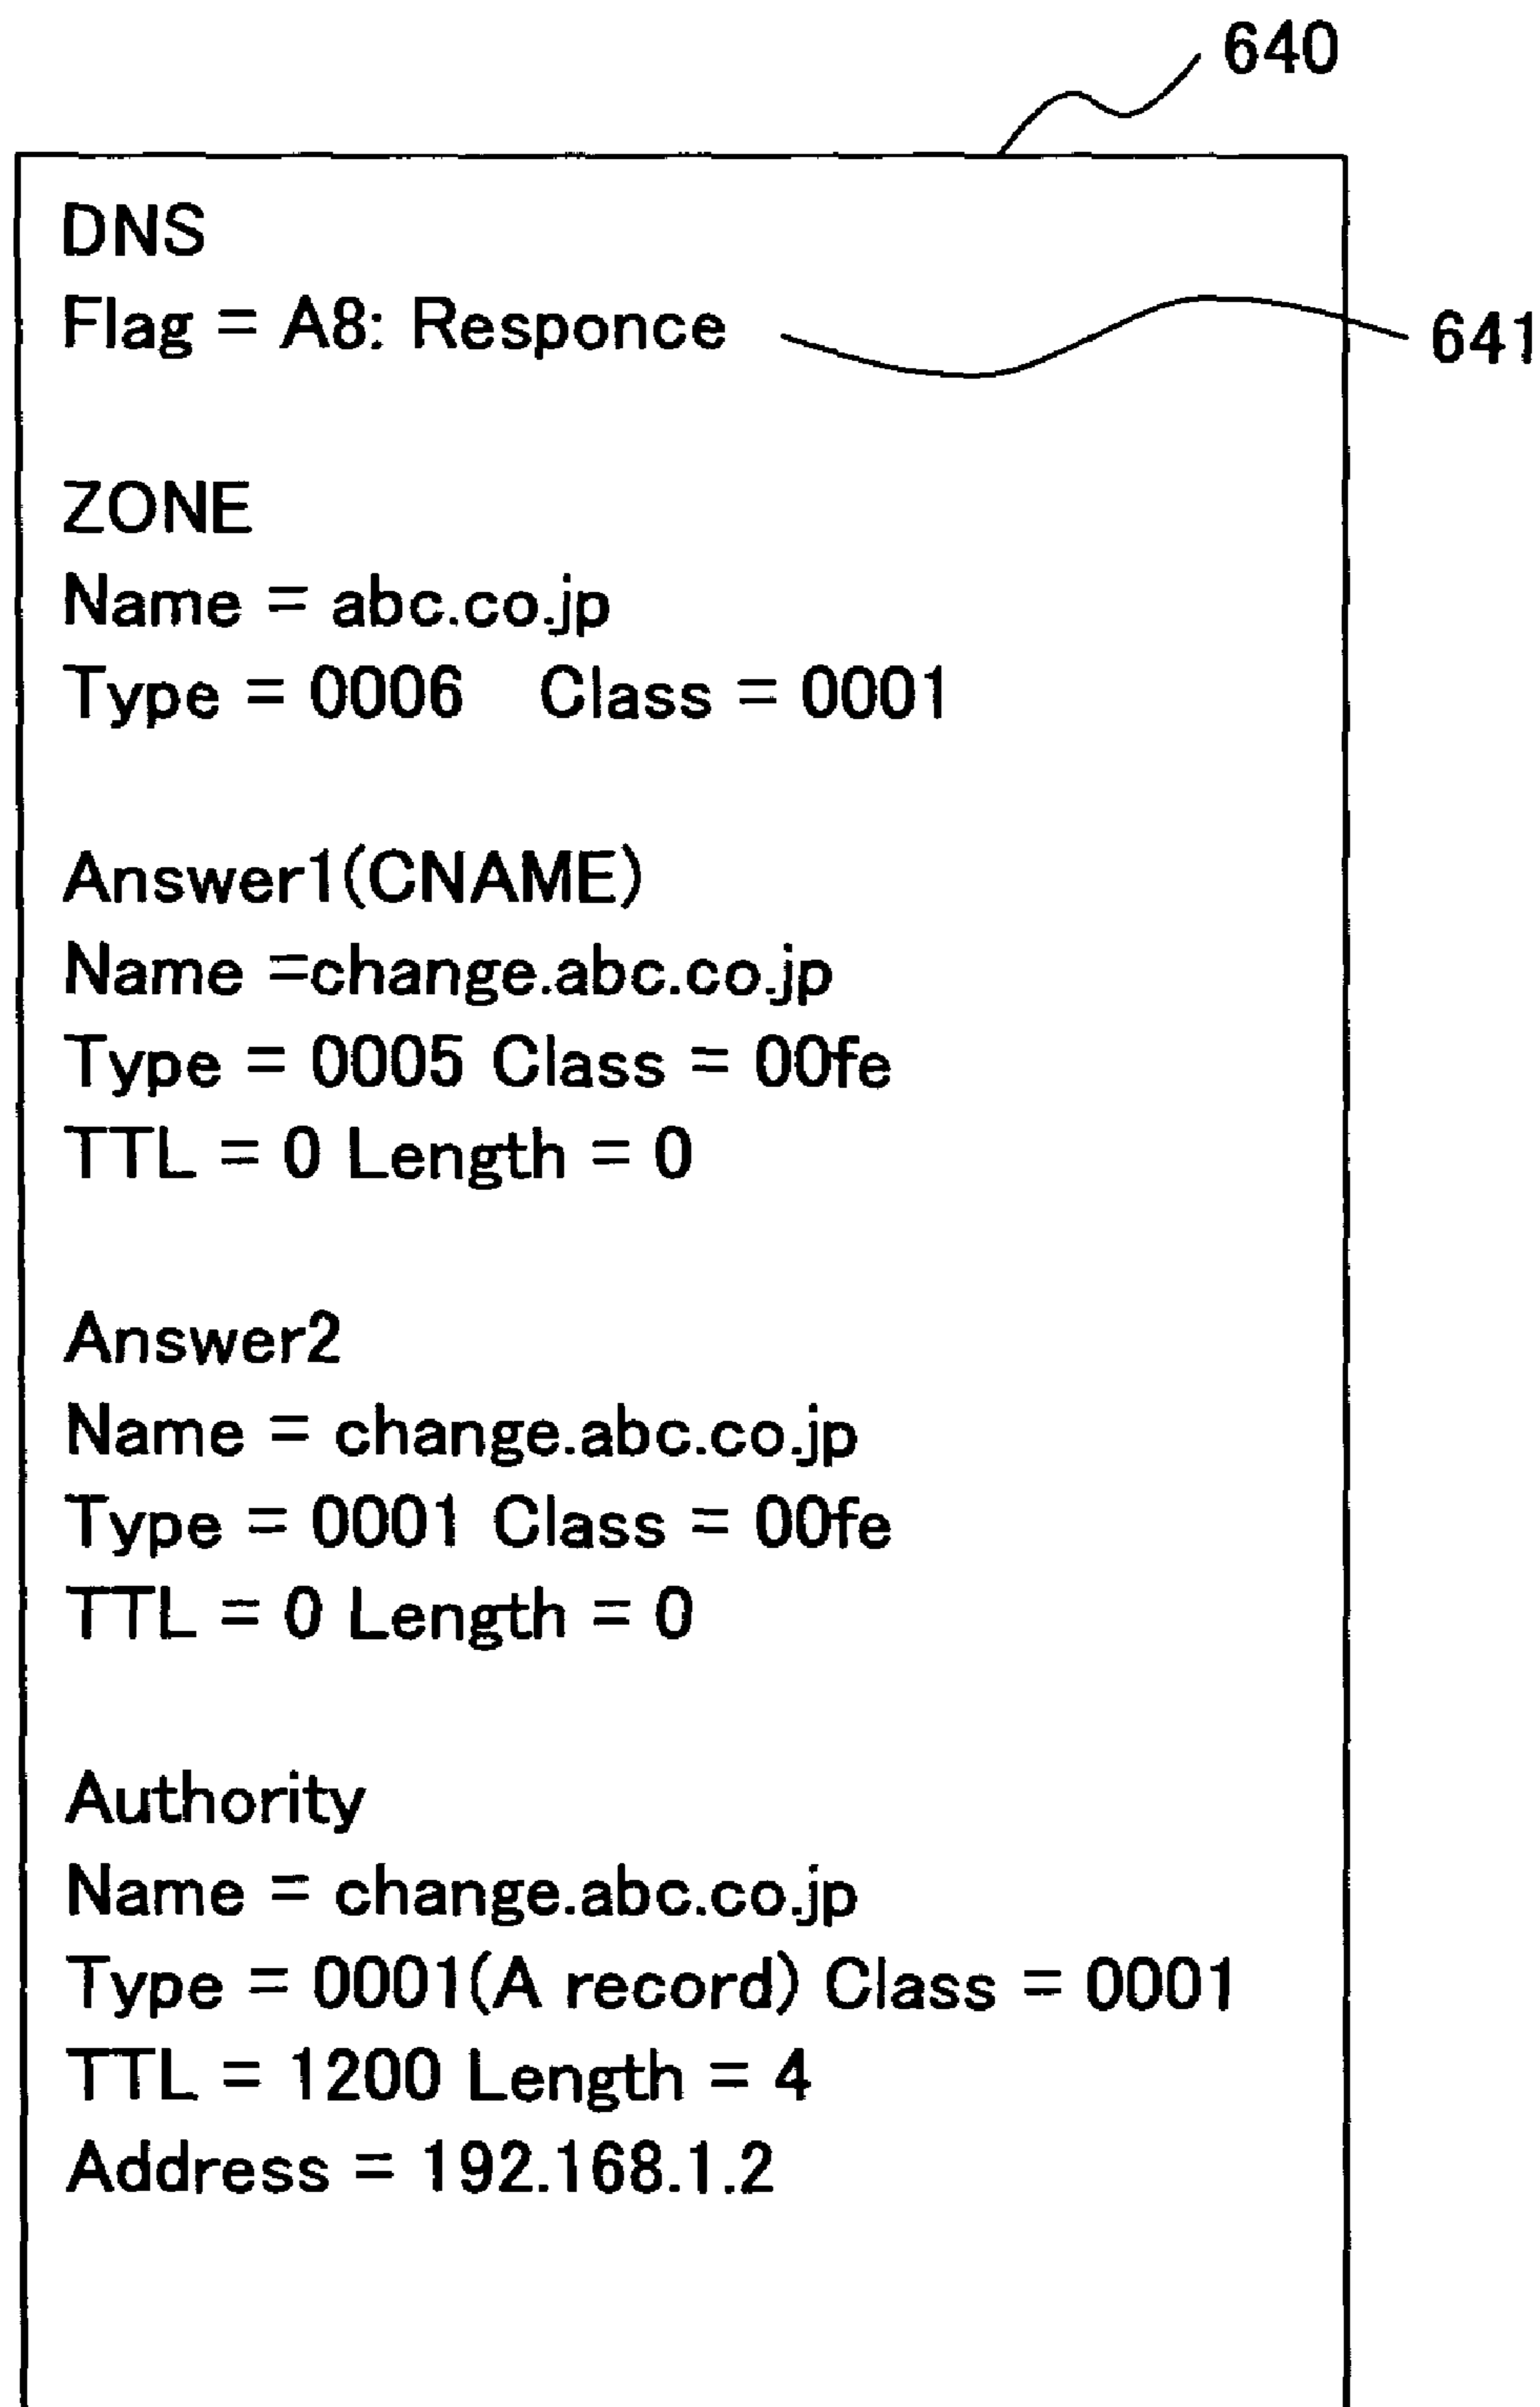 640
DNS
Flag = A8: Responce
641
ZONE
Name = abc.co.jp
Type = 0006 Class = 0001
Answer1(CNAME)
Name =change.abc.co.jp
Type = 0005 Class = 00fe
TTL = 0 Length = 0
Answer2
Name = change.abc.co.jp
Type = 0001 Class = 00fe
TTL = 0 Length = 0
Authority
Name = change.abc.co.jp
Type = 0001(A record) Class = 0001
TTL = 1200 Length = 4
Address = 192.168.1.2